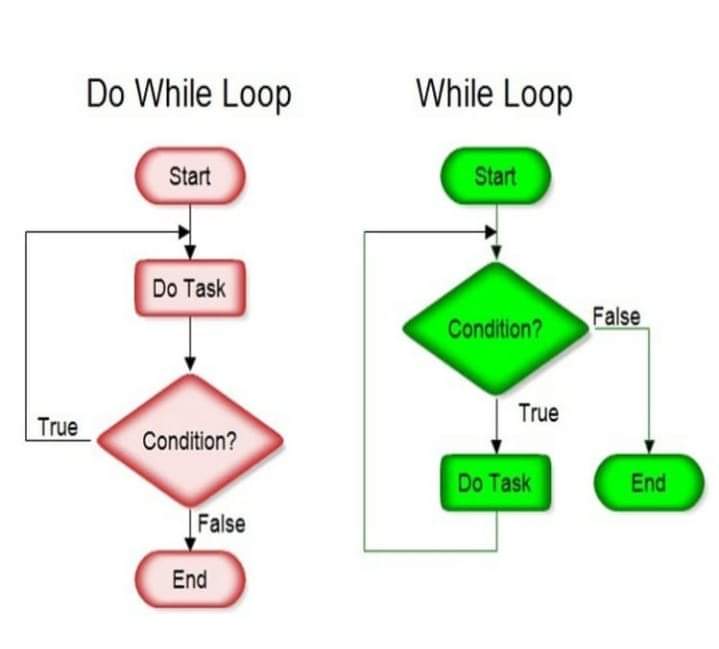 Do While Loop
Start
Do Task
True
Condition?
False
End
While Loop
Start
Condition?
False
True
Do Task
End